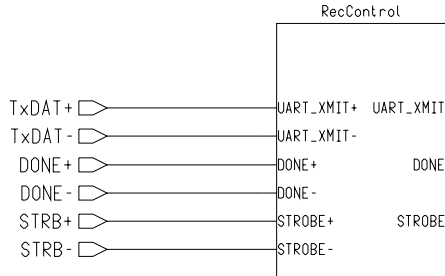 RecControl
TxDAT+ UART_XMIT+ UART_XMIT
TxDAT- UART_XMIT-
DONE+ DONE+ DONE
DONE- DONE-
STRB+ STROBE+ STROBE
STRB- STROBE-